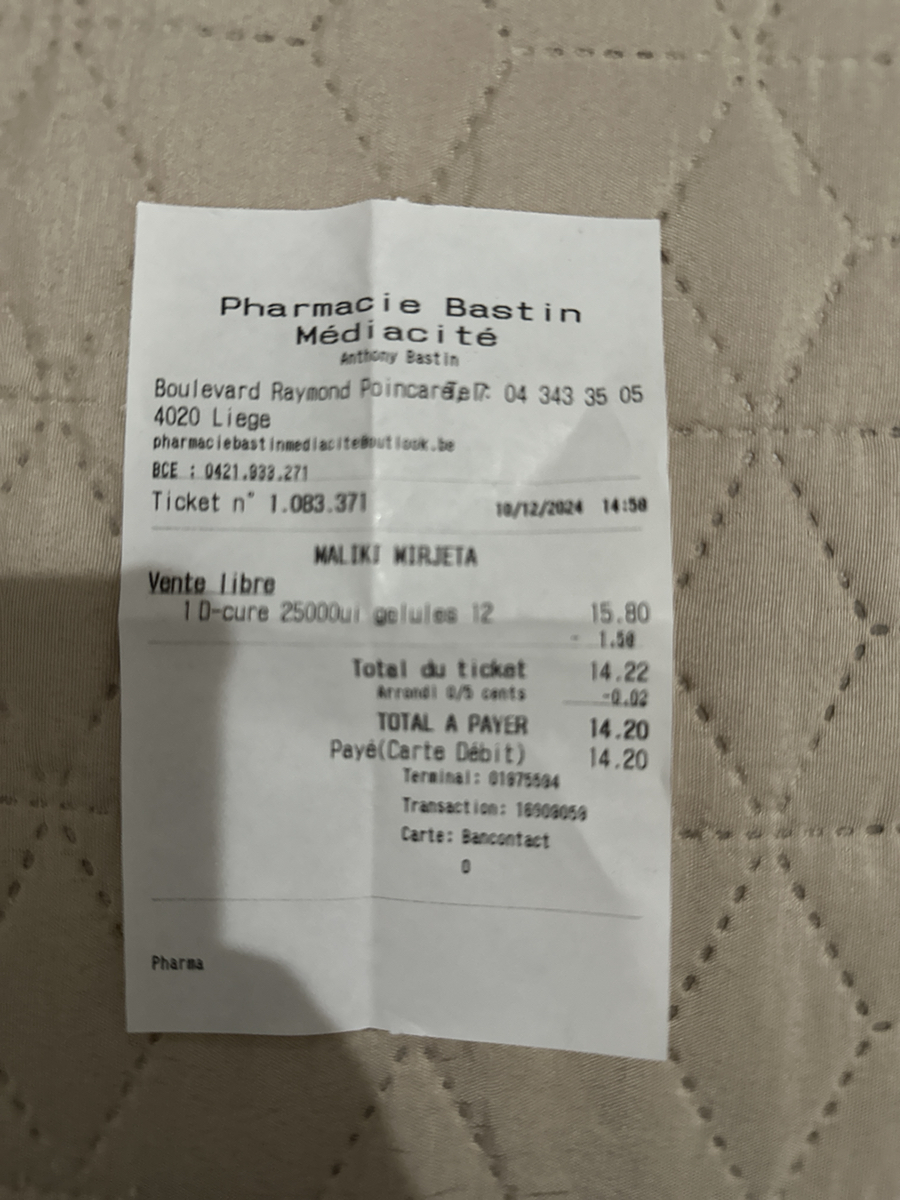 Pharmacie Bastin
Médiacité
Anthony Bastin
Boulevard Raymond Poincaré 04 343 35 05
4020 Liege
pharmaciebastinmediacite@outlook.be
BCE : 0421.933.271
Ticket n° 1.083.371 10/12/2024 14:50
MALIKI MIRJETA
Vente libre
1 D-cure 25000ui gelules 12 15.80
- 1.58
Total du ticket 14.22
Arrondi 0/5 cents -0.02
TOTAL A PAYER 14.20
Payé(Carte Débit) 14.20
Terminal: 01975594
Transaction: 16909059
Carte: Bancontact
0
Pharma